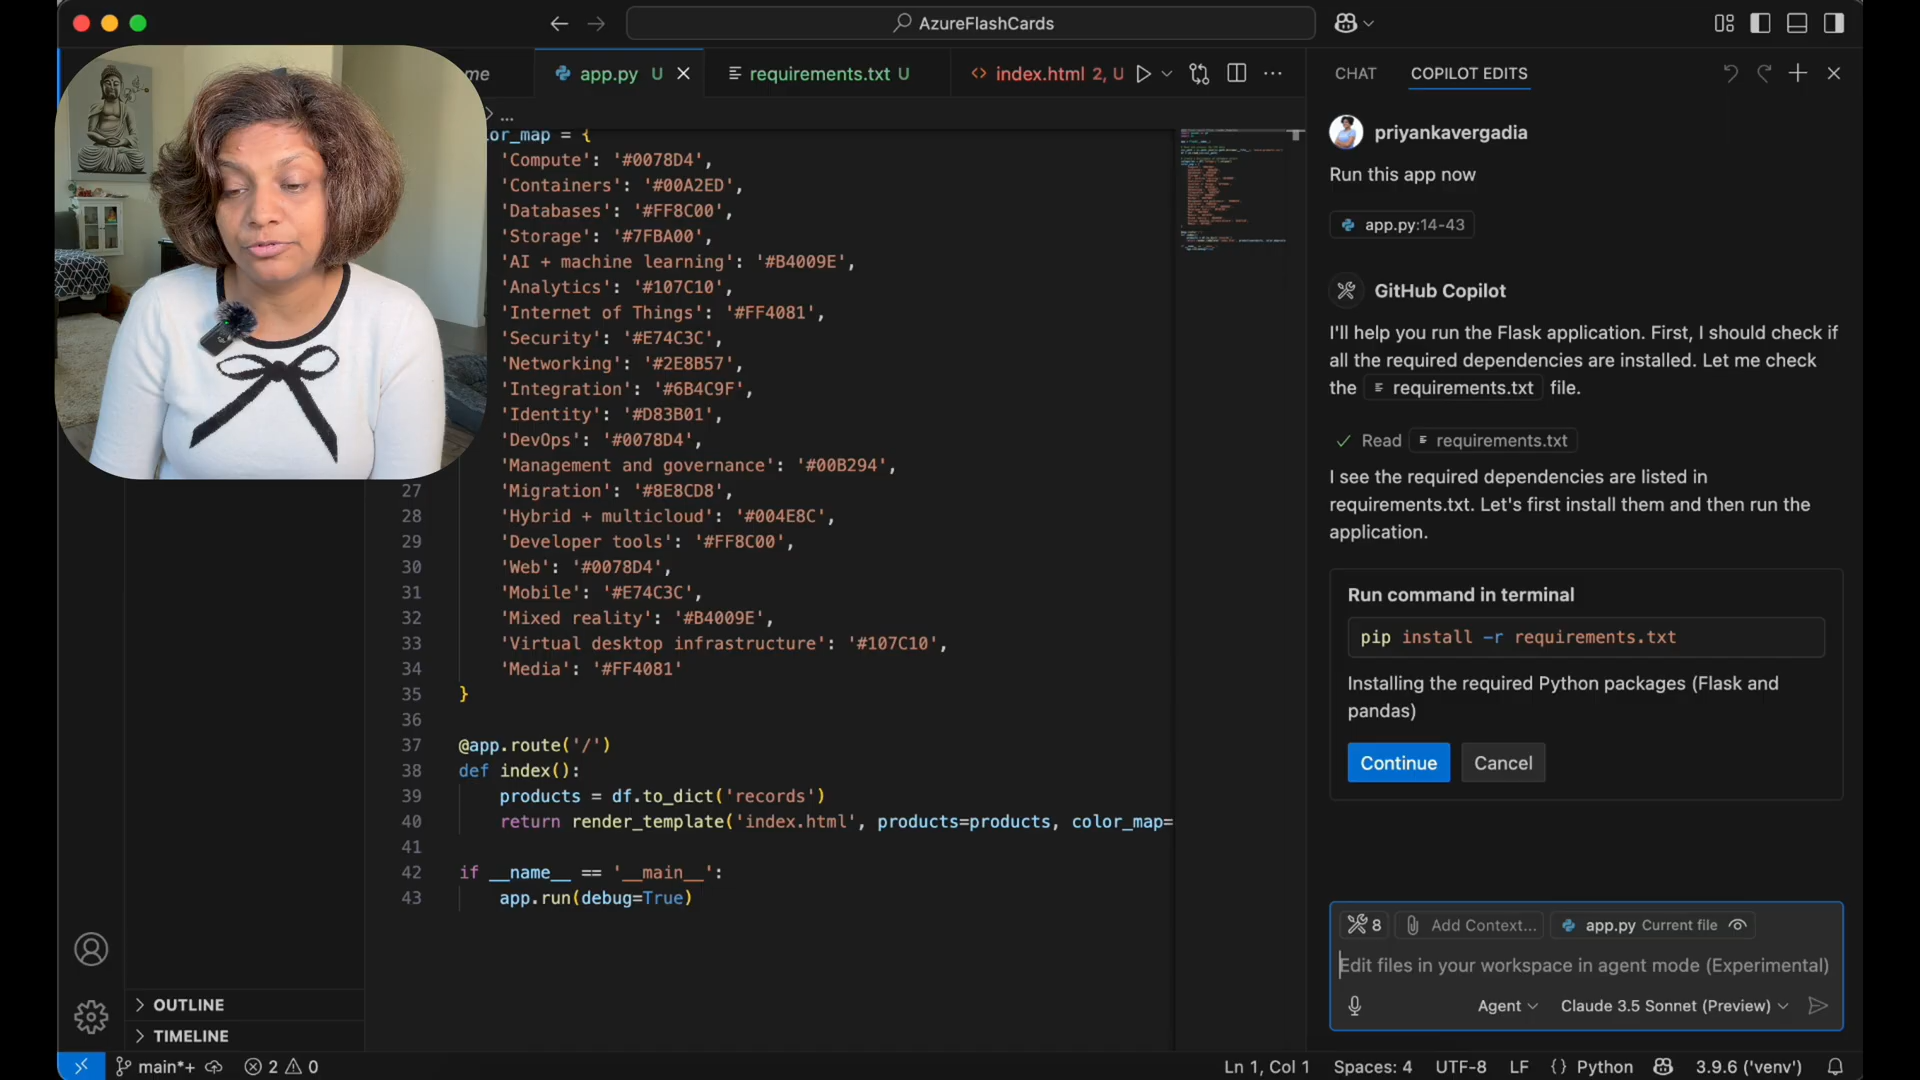 AzureFlashCards
me
app.py U
requirements.txt U
index.html 2, U
CHAT
COPILOT EDITS
...
or_map = {
'Compute': '#0078D4',
'Containers': '#00A2ED',
'Databases': '#FF8C00',
'Storage': '#7FBA00',
'AI + machine learning': '#B4009E',
'Analytics': '#107C10',
'Internet of Things': '#FF4081',
'Security': '#E74C3C',
'Networking': '#2E8B57',
'Integration': '#6B4C9F',
'Identity': '#D83B01',
'DevOps': '#0078D4',
'Management and governance': '#00B294',
27 'Migration': '#8E8CD8',
28 'Hybrid + multicloud': '#004E8C',
29 'Developer tools': '#FF8C00',
30 'Web': '#0078D4',
31 'Mobile': '#E74C3C',
32 'Mixed reality': '#B4009E',
33 'Virtual desktop infrastructure': '#107C10',
34 'Media': '#FF4081'
35 }
36
37 @app.route('/')
38 def index():
39 products = df.to_dict('records')
40 return render_template('index.html', products=products, color_map=
41
42 if __name__ == '__main__':
43 app.run(debug=True)
priyankavergadia
Run this app now
app.py:14-43
GitHub Copilot
I'll help you run the Flask application. First, I should check if
all the required dependencies are installed. Let me check
the requirements.txt file.
Read requirements.txt
I see the required dependencies are listed in
requirements.txt. Let's first install them and then run the
application.
Run command in terminal
pip install -r requirements.txt
Installing the required Python packages (Flask and
pandas)
Continue Cancel
8 Add Context... app.py Current file
Edit files in your workspace in agent mode (Experimental)
Agent Claude 3.5 Sonnet (Preview)
OUTLINE
TIMELINE
main*+ 2 0 Ln 1, Col 1 Spaces: 4 UTF-8 LF {} Python 3.9.6 ('venv')